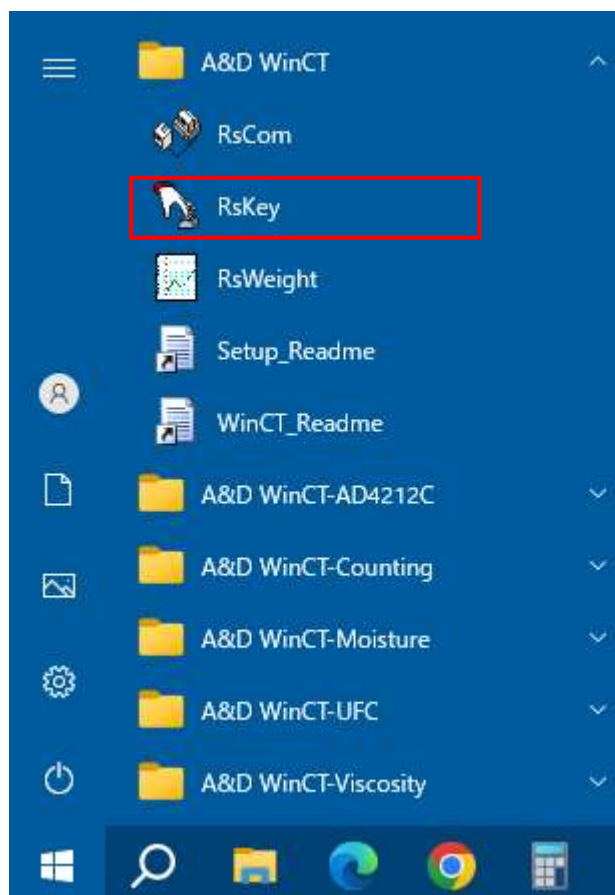 A&D WinCT
RsCom
RsKey
RsWeight
Setup_Readme
WinCT_Readme
A&D WinCT-AD4212C
A&D WinCT-Counting
A&D WinCT-Moisture
A&D WinCT-UFC
A&D WinCT-Viscosity